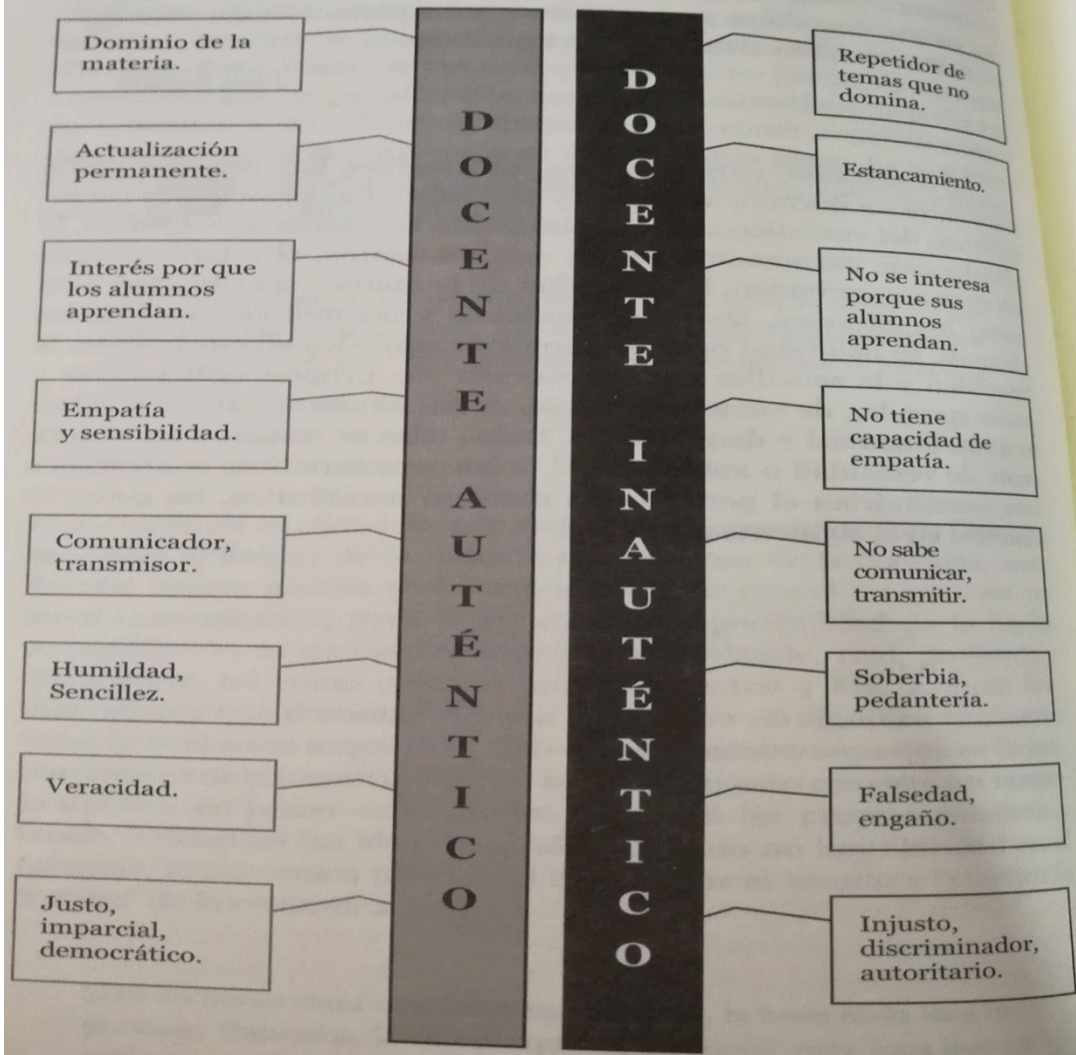 Dominio de la
materia.
Actualización
permanente.
Interés por que
los alumnos
aprendan.
Empatía
y sensibilidad.
Comunicador,
transmisor.
Humildad,
Sencillez.
Veracidad.
Justo,
imparcial,
democrático.
DOCENTE AUTÉNTICO
DOCENTE INAUTÉNTICO
Repetidor de
temas que no
domina.
Estancamiento.
No se interesa
porque sus
alumnos
aprendan.
No tiene
capacidad de
empatía.
No sabe
comunicar,
transmitir.
Soberbia,
pedantería.
Falsedad,
engaño.
Injusto,
discriminador,
autoritario.